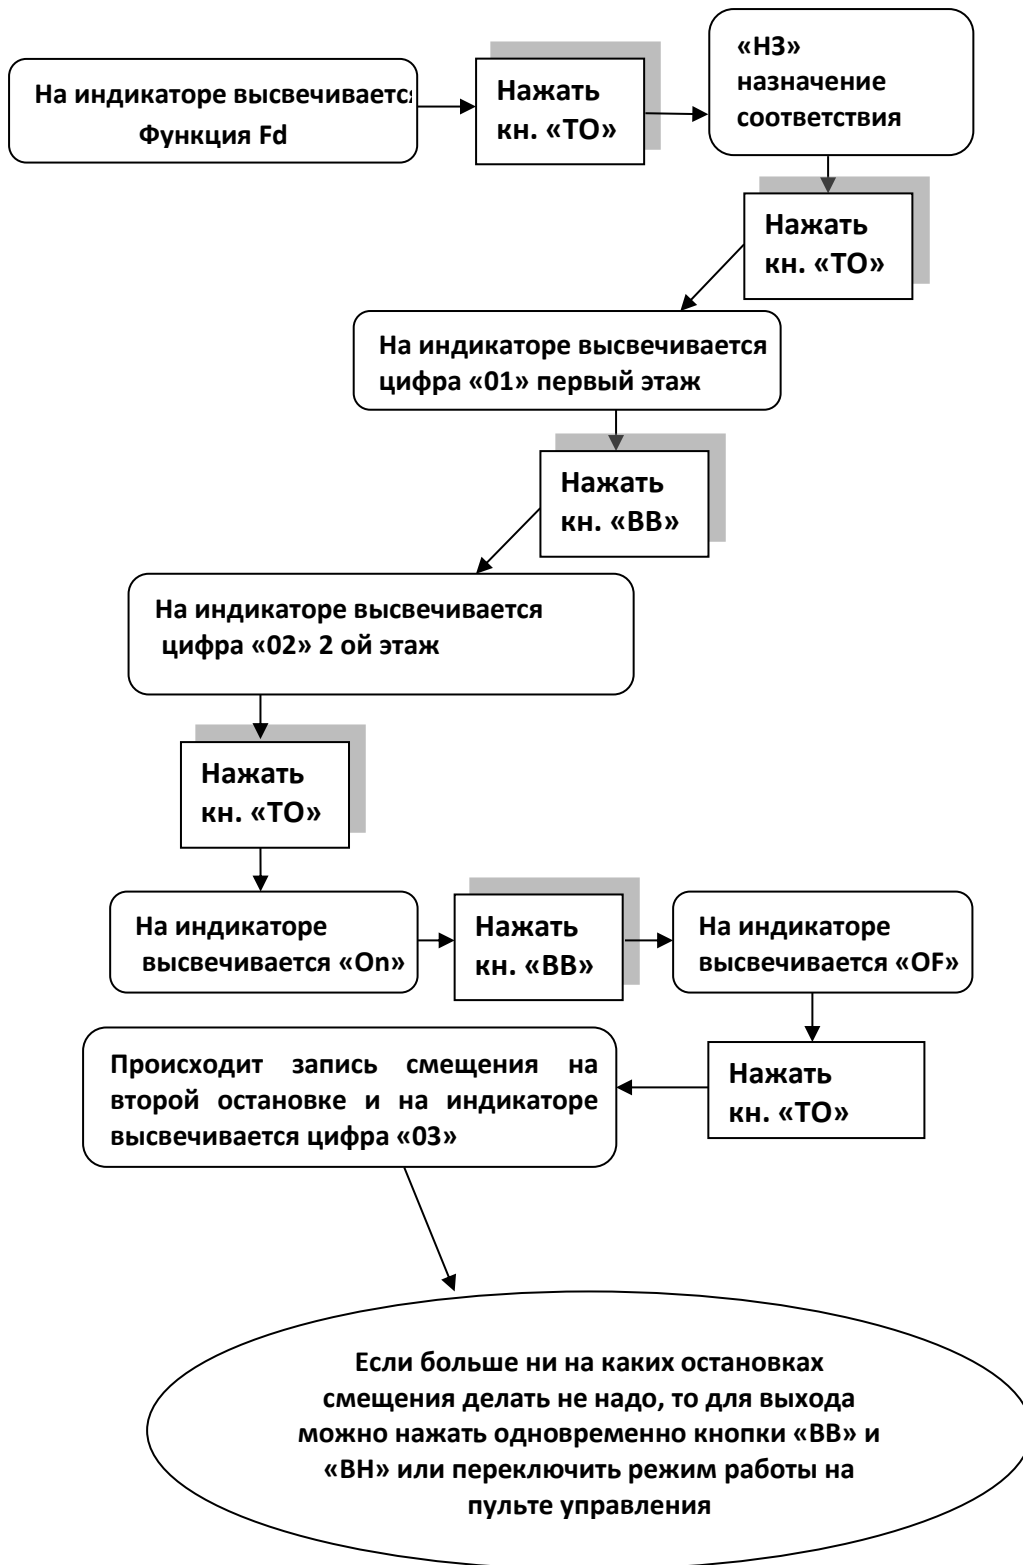 На индикаторе высвечивается
Функция Fd
Нажать
кн. «ТО»
«НЗ»
назначение
соответствия
Нажать
кн. «ТО»
На индикаторе высвечивается
цифра «01» первый этаж
Нажать
кн. «ВВ»
На индикаторе высвечивается
цифра «02» 2 ой этаж
Нажать
кн. «ТО»
На индикаторе
высвечивается «On»
Нажать
кн. «ВВ»
На индикаторе
высвечивается «OF»
Нажать
кн. «ТО»
Происходит запись смещения на
второй остановке и на индикаторе
высвечивается цифра «03»
Если больше ни на каких остановках
смещения делать не надо, то для выхода
можно нажать одновременно кнопки «ВВ» и
«ВН» или переключить режим работы на
пульте управления